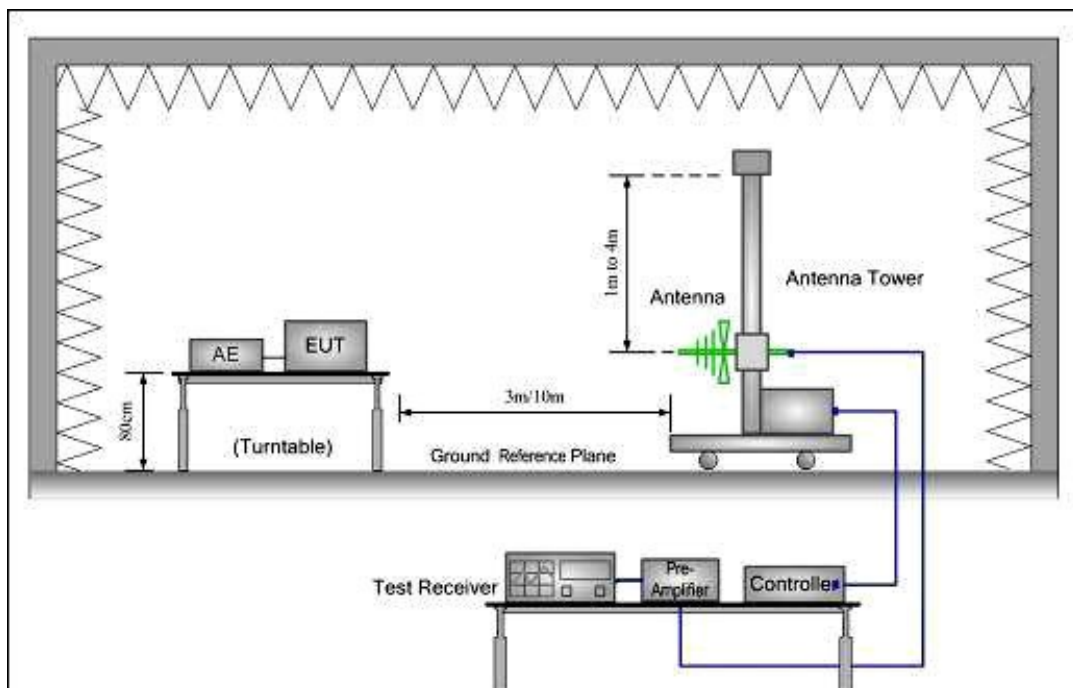 1m to 4m
Antenna
Antenna Tower
AE
EUT
80cm
3m/10m
(Turntable)
Ground Reference Plane
Test Receiver
Pre-
Amplifier
Controller